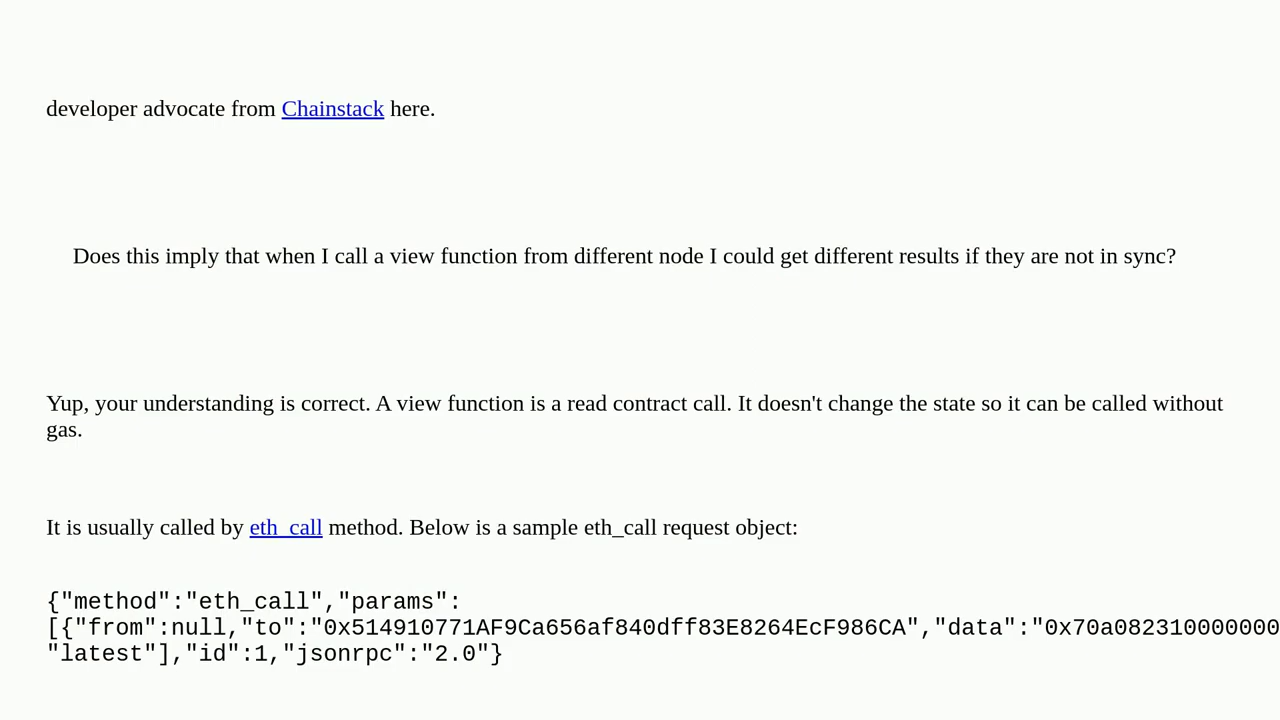 developer advocate from Chainstack here.
Does this imply that when I call a view function from different node I could get different results if they are not in sync?
Yup, your understanding is correct. A view function is a read contract call. It doesn't change the state so it can be called without
gas.
It is usually called by eth_call method. Below is a sample eth_call request object:
{"method":"eth_call","params":
[{"from":null,"to":"0x514910771AF9Ca656af840dff83E8264EcF986CA","data":"0x70a082310000000
"latest"],"id":1,"jsonrpc":"2.0"}